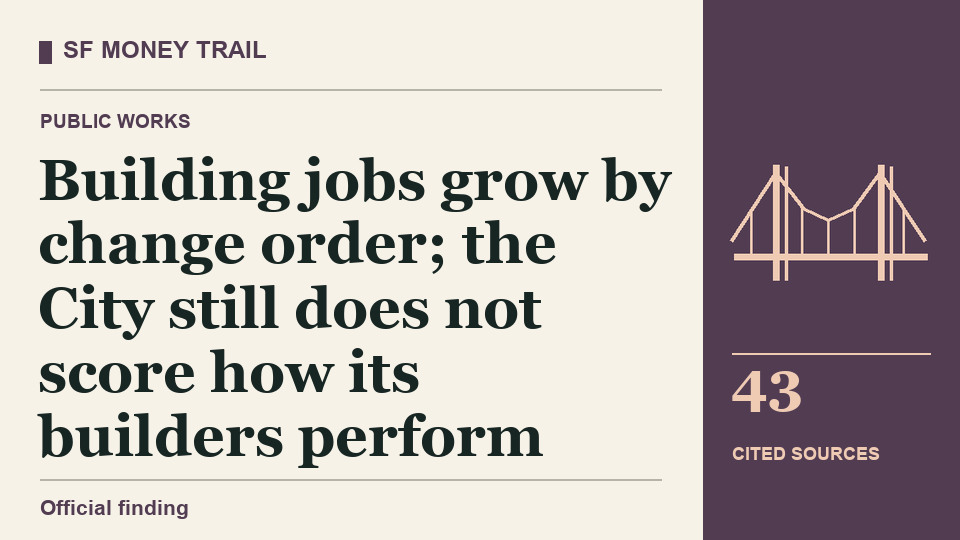 SF MONEY TRAIL
PUBLIC WORKS
Building jobs grow by
change order; the
City still does not
score how its
builders perform
Official finding
43
CITED SOURCES